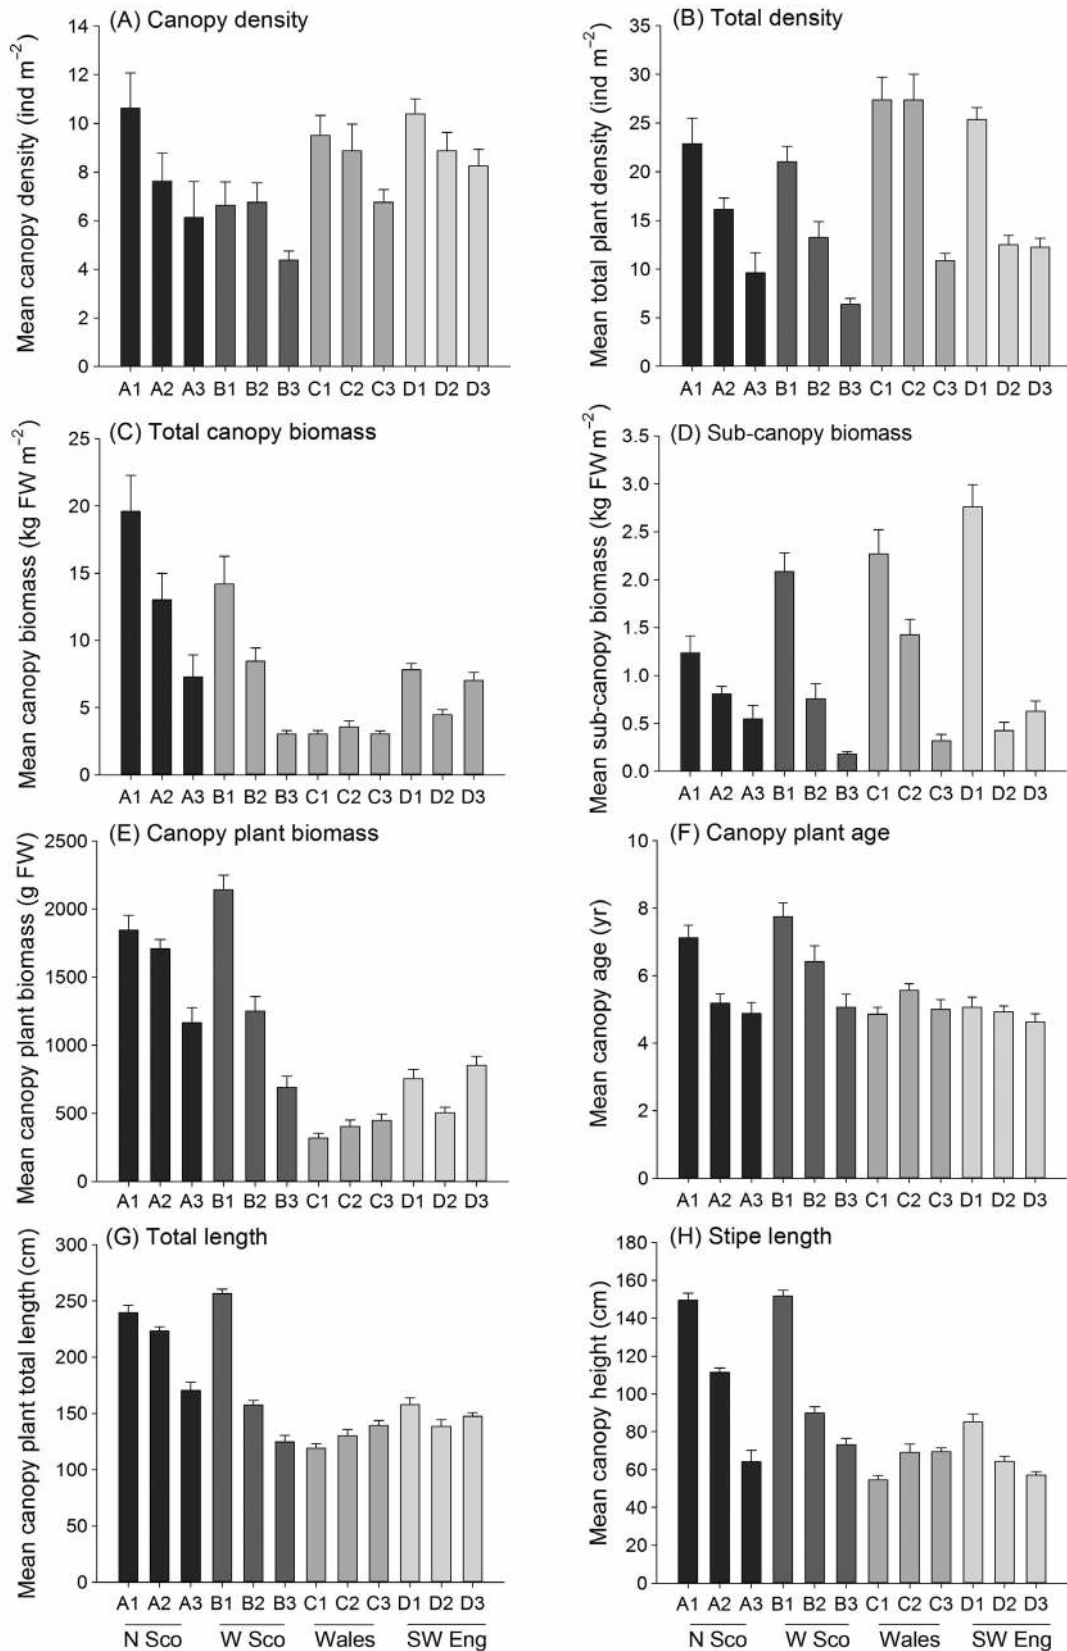 (A) Canopy density
Mean canopy density (ind m⁻²)
14
12
10
8
6
4
2
0
A1 A2 A3 B1 B2 B3 C1 C2 C3 D1 D2 D3
(B) Total density
Mean total plant density (ind m⁻²)
35
30
25
20
15
10
5
0
A1 A2 A3 B1 B2 B3 C1 C2 C3 D1 D2 D3
(C) Total canopy biomass
Mean canopy biomass (kg FW m⁻²)
25
20
15
10
5
0
A1 A2 A3 B1 B2 B3 C1 C2 C3 D1 D2 D3
(D) Sub-canopy biomass
Mean sub-canopy biomass (kg FW m⁻²)
3.5
3.0
2.5
2.0
1.5
1.0
0.5
0.0
A1 A2 A3 B1 B2 B3 C1 C2 C3 D1 D2 D3
(E) Canopy plant biomass
Mean canopy plant biomass (g FW)
2500
2000
1500
1000
500
0
A1 A2 A3 B1 B2 B3 C1 C2 C3 D1 D2 D3
(F) Canopy plant age
Mean canopy age (yr)
10
8
6
4
2
0
A1 A2 A3 B1 B2 B3 C1 C2 C3 D1 D2 D3
(G) Total length
Mean canopy plant total length (cm)
300
250
200
150
100
50
0
A1 A2 A3 B1 B2 B3 C1 C2 C3 D1 D2 D3
N Sco W Sco Wales SW Eng
(H) Stipe length
Mean canopy height (cm)
180
160
140
120
100
80
60
40
20
0
A1 A2 A3 B1 B2 B3 C1 C2 C3 D1 D2 D3
N Sco W Sco Wales SW Eng